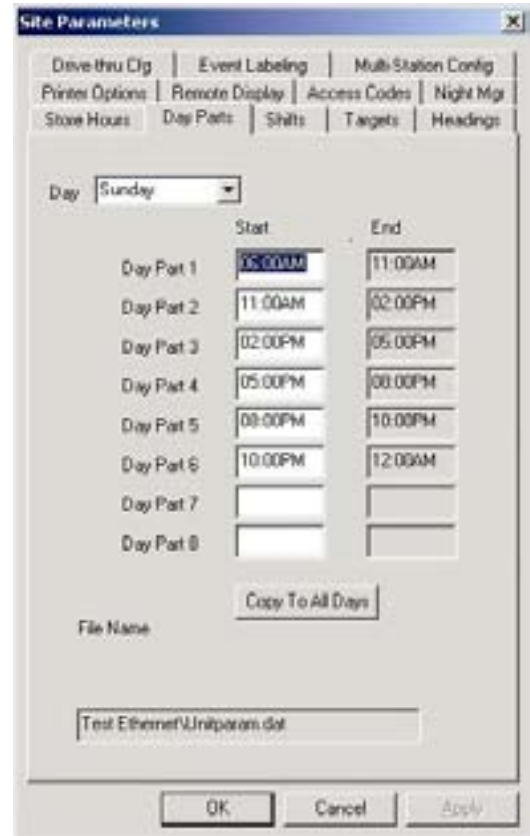 Site Parameters
Drive-thru Cfg Event Labeling Multi-Station Config
Printer Options Remote Display Access Codes Night Mgr
Store Hours Day Parts Shifts Targets Headings
Day Sunday
Start End
Day Part 1 06:00AM 11:00AM
Day Part 2 11:00AM 02:00PM
Day Part 3 02:00PM 05:00PM
Day Part 4 05:00PM 08:00PM
Day Part 5 08:00PM 10:00PM
Day Part 6 10:00PM 12:00AM
Day Part 7
Day Part 8
Copy To All Days
File Name
Test Ethernet\Unitparam.dat
OK Cancel Apply